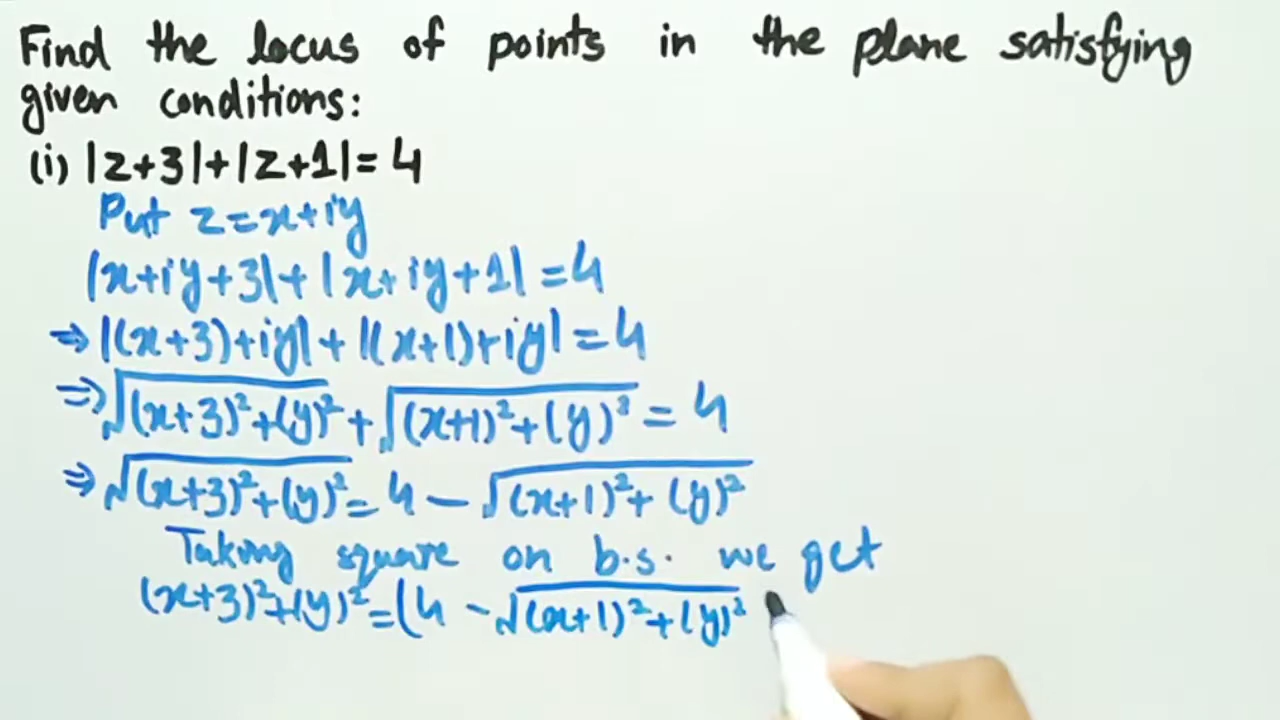 Find the locus of points in the plane satisfying
given conditions:
(i) |z+3|+|z+1|=4
Put z=x+iy
|x+iy+3|+|x+iy+1|=4
⇒|(x+3)+iy|+|(x+1)+iy|=4
⇒√(x+3)²+(y)²+√(x+1)²+(y)²=4
⇒√(x+3)²+(y)²=4-√(x+1)²+(y)²
Taking square on b.s. we get
(x+3)²+(y)²=(4-√(x+1)²+(y)²